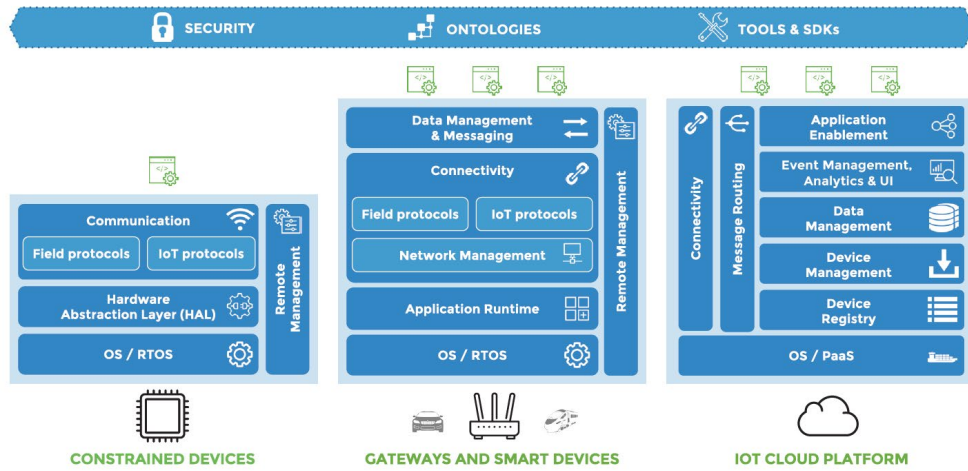 SECURITY
ONTOLOGIES
TOOLS & SDKs
Communication
Field protocols
IoT protocols
Hardware
Abstraction Layer (HAL)
OS / RTOS
Remote
Management
CONSTRAINED DEVICES
Data Management
& Messaging
Connectivity
Field protocols
IoT protocols
Network Management
Application Runtime
OS / RTOS
Remote Management
GATEWAYS AND SMART DEVICES
Connectivity
Message Routing
Application
Enablement
Event Management,
Analytics & UI
Data
Management
Device
Management
Device
Registry
OS / PaaS
IOT CLOUD PLATFORM